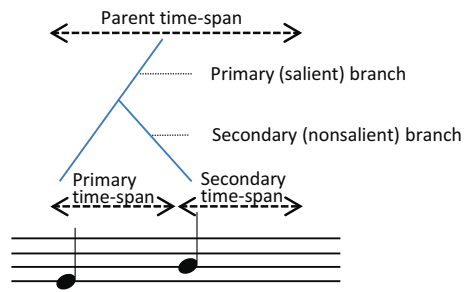 Parent time-span
Primary (salient) branch
Secondary (nonsalient) branch
Primary
time-span
Secondary
time-span